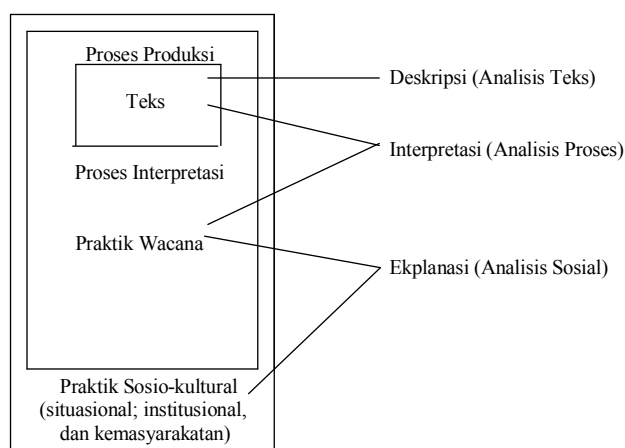 Proses Produksi
Teks
Proses Interpretasi
Praktik Wacana
Praktik Sosio-kultural
(situasional; institusional,
dan kemasyarakatan)
Deskripsi (Analisis Teks)
Interpretasi (Analisis Proses)
Ekplanasi (Analisis Sosial)